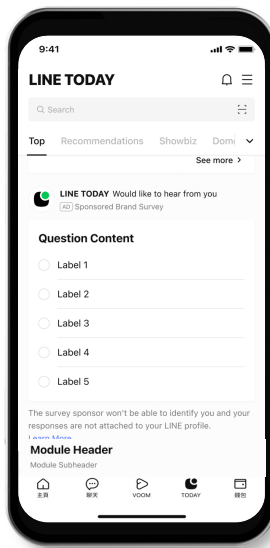 9:41
LINE TODAY
Search
Top Recommendations Showbiz Dom
See more >
LINE TODAY Would like to hear from you
AD Sponsored Brand Survey
Question Content
Label 1
Label 2
Label 3
Label 4
Label 5
The survey sponsor won't be able to identify you and your
responses are not attached to your LINE profile.
Learn More
Module Header
Module Subheader
主頁 聊天 VOOM TODAY 錢包